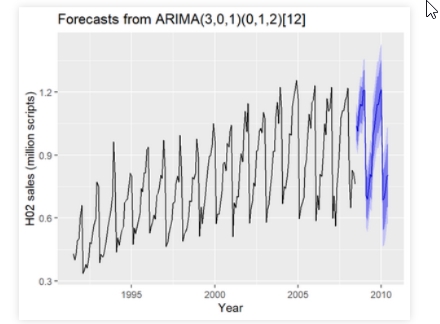 Forecasts from ARIMA(3,0,1)(0,1,2)[12]
H02 sales (million scripts)
1.2
0.9
0.6
0.3
1995
2000
2005
2010
Year